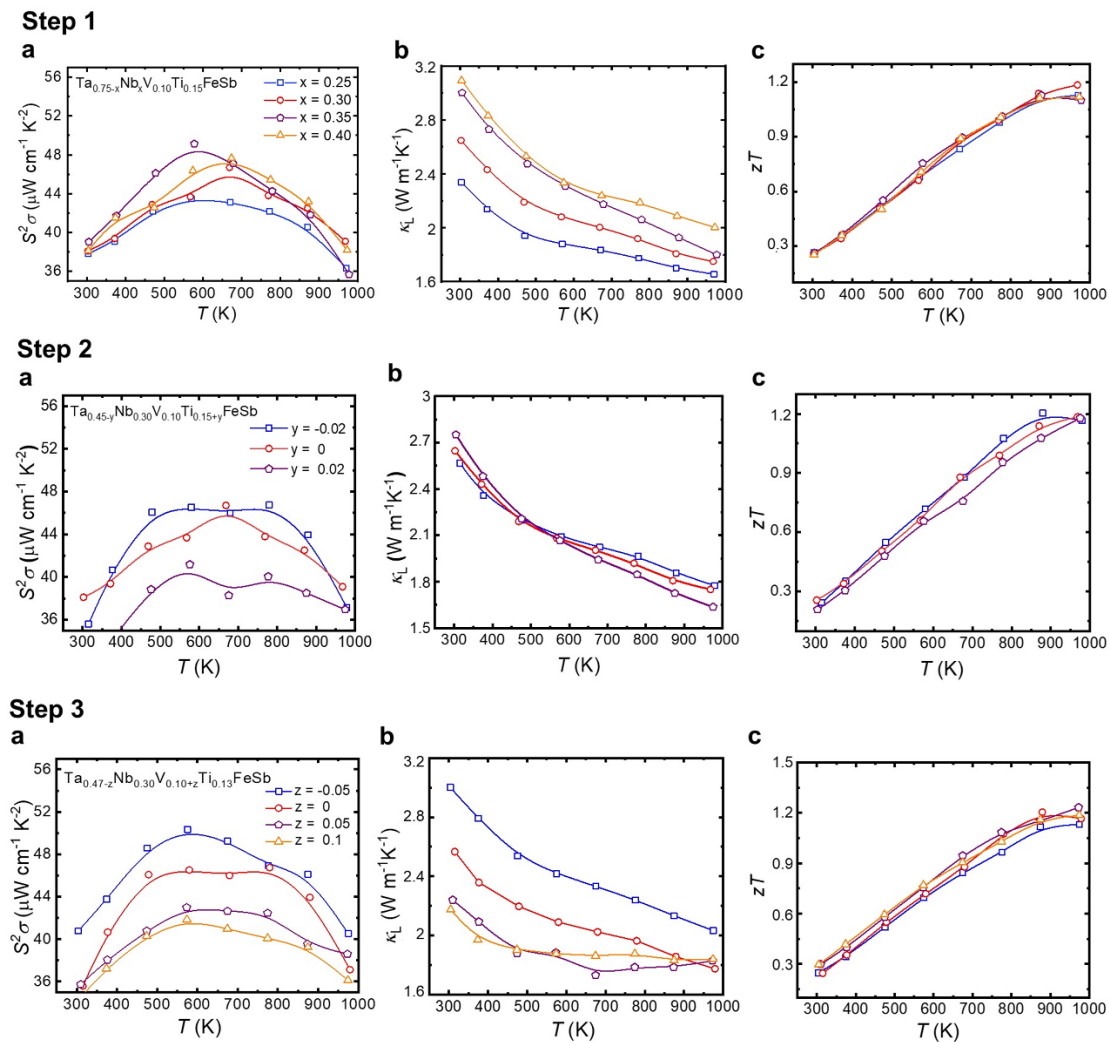 Step 1
a
Ta0.75-xNbxV0.10Ti0.15FeSb
x = 0.25
x = 0.30
x = 0.35
x = 0.40
S²σ (μW cm⁻¹ K⁻²)
56
52
48
44
40
36
300 400 500 600 700 800 900 1000
T (K)
b
κL (W m⁻¹K⁻¹)
3.2
2.8
2.4
2.0
1.6
300 400 500 600 700 800 900 1000
T (K)
c
zT
1.2
0.9
0.6
0.3
300 400 500 600 700 800 900 1000
T (K)
Step 2
a
Ta0.45-yNb0.30V0.10Ti0.15+yFeSb
y = -0.02
y = 0
y = 0.02
S²σ (μW cm⁻¹ K⁻²)
56
52
48
44
40
36
300 400 500 600 700 800 900 1000
T (K)
b
κL (W m⁻¹K⁻¹)
3
2.7
2.4
2.1
1.8
1.5
300 400 500 600 700 800 900 1000
T (K)
c
zT
1.2
0.9
0.6
0.3
300 400 500 600 700 800 900 1000
T (K)
Step 3
a
Ta0.47-zNb0.30V0.10+zTi0.13FeSb
z = -0.05
z = 0
z = 0.05
z = 0.1
S²σ (μW cm⁻¹ K⁻²)
56
52
48
44
40
36
300 400 500 600 700 800 900 1000
T (K)
b
κL (W m⁻¹K⁻¹)
3.2
2.8
2.4
2.0
1.6
300 400 500 600 700 800 900 1000
T (K)
c
zT
1.5
1.2
0.9
0.6
0.3
300 400 500 600 700 800 900 1000
T (K)